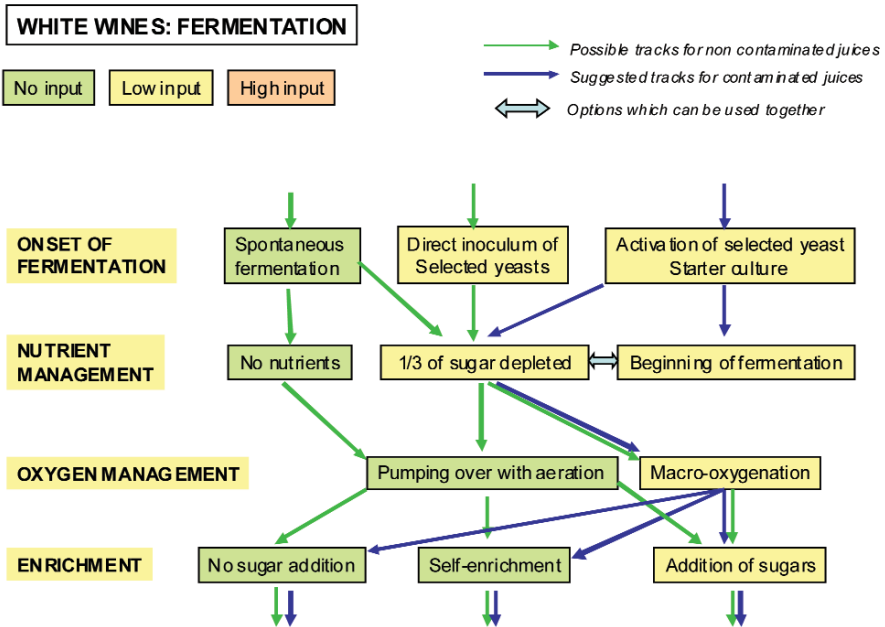 WHITE WINES: FERMENTATION
Possible tracks for non contaminated juices
Suggested tracks for contaminated juices
Options which can be used together
No input
Low input
High input
ONSET OF
FERMENTATION
Spontaneous
fermentation
Direct inoculum of
Selected yeasts
Activation of selected yeast
Starter culture
NUTRIENT
MANAGEMENT
No nutrients
1/3 of sugar depleted
Beginning of fermentation
OXYGEN MANAGEMENT
Pumping over with aeration
Macro-oxygenation
ENRICHMENT
No sugar addition
Self-enrichment
Addition of sugars